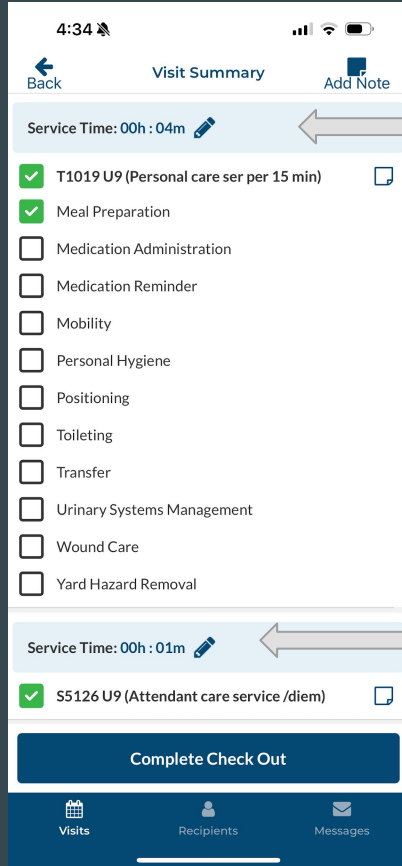 4:34
Back
Visit Summary
Add Note
Service Time: 00h : 04m
T1019 U9 (Personal care ser per 15 min)
Meal Preparation
Medication Administration
Medication Reminder
Mobility
Personal Hygiene
Positioning
Toileting
Transfer
Urinary Systems Management
Wound Care
Yard Hazard Removal
Service Time: 00h : 01m
S5126 U9 (Attendant care service /diem)
Complete Check Out
Visits
Recipients
Messages